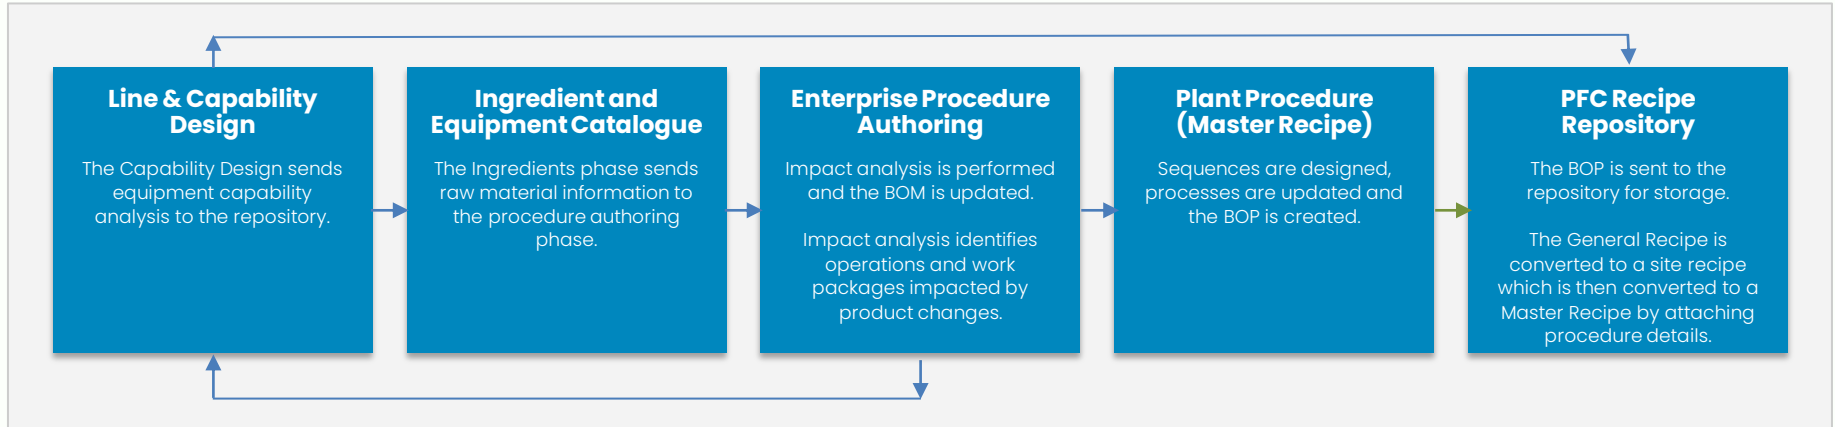 Line & Capability
Design
The Capability Design sends
equipment capability
analysis to the repository.
Ingredient and
Equipment Catalogue
The Ingredients phase sends
raw material information to
the procedure authoring
phase.
Enterprise Procedure
Authoring
Impact analysis is performed
and the BOM is updated.
Impact analysis identifies
operations and work
packages impacted by
product changes.
Plant Procedure
(Master Recipe)
Sequences are designed,
processes are updated and
the BOP is created.
PFC Recipe
Repository
The BOP is sent to the
repository for storage.
The General Recipe is
converted to a site recipe
which is then converted to a
Master Recipe by attaching
procedure details.